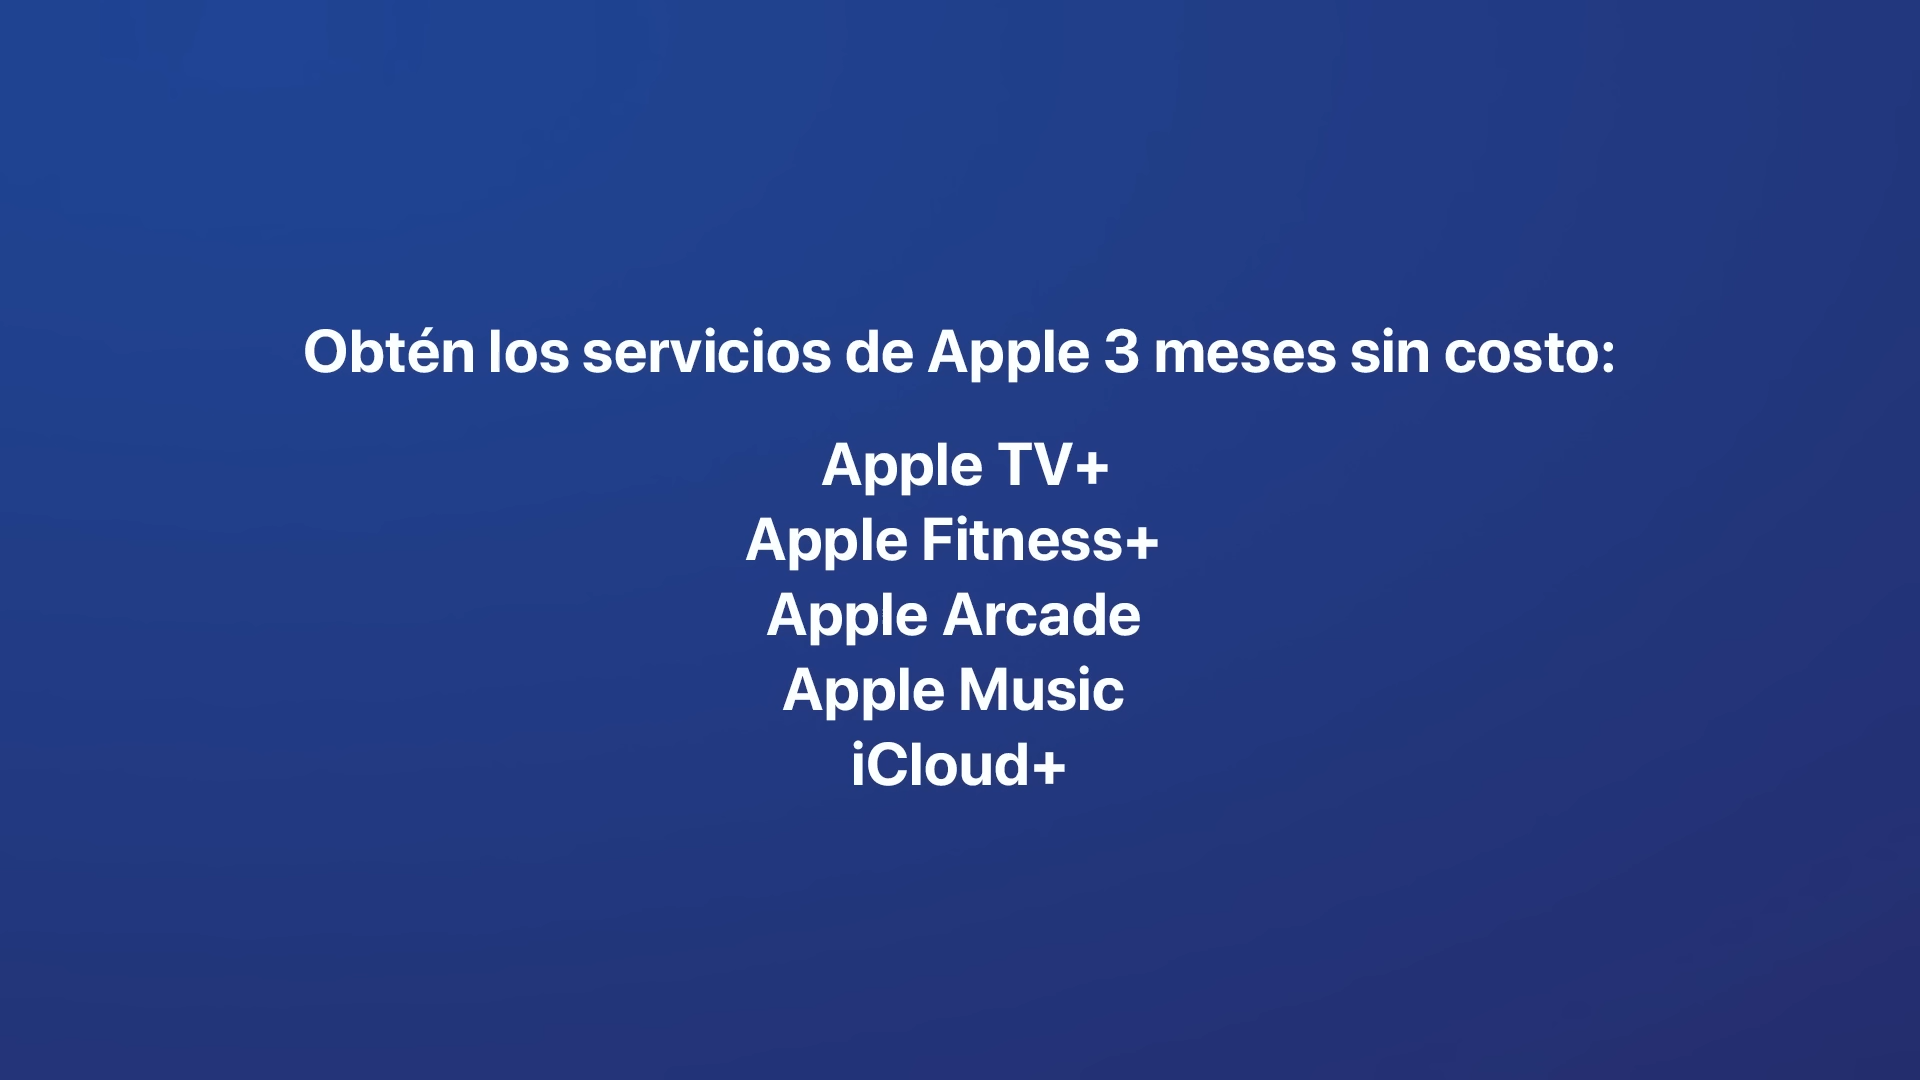 Obtén los servicios de Apple 3 meses sin costo:
Apple TV+
Apple Fitness+
Apple Arcade
Apple Music
iCloud+